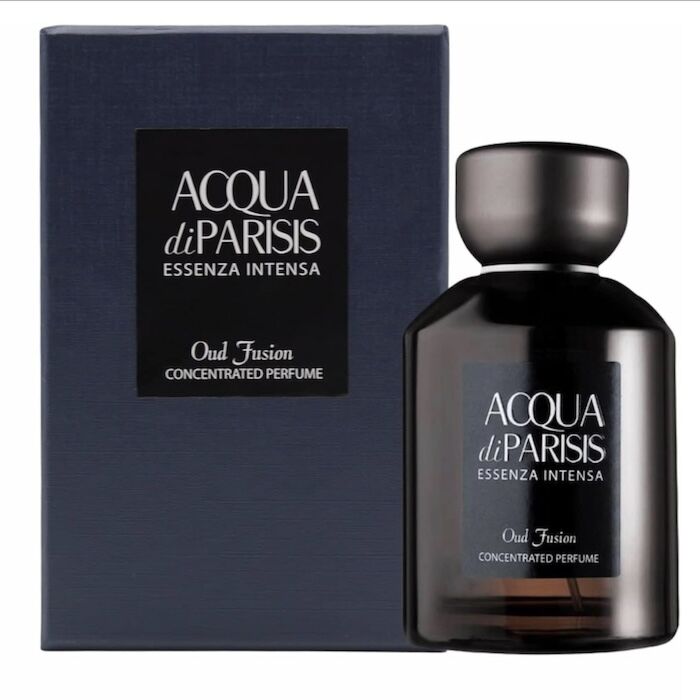 ACQUA
diPARISIS
ESSENZA INTENSA
Oud Fusion
CONCENTRATED PERFUME
ACQUA
diPARISIS
ESSENZA INTENSA
Oud Fusion
CONCENTRATED PERFUME